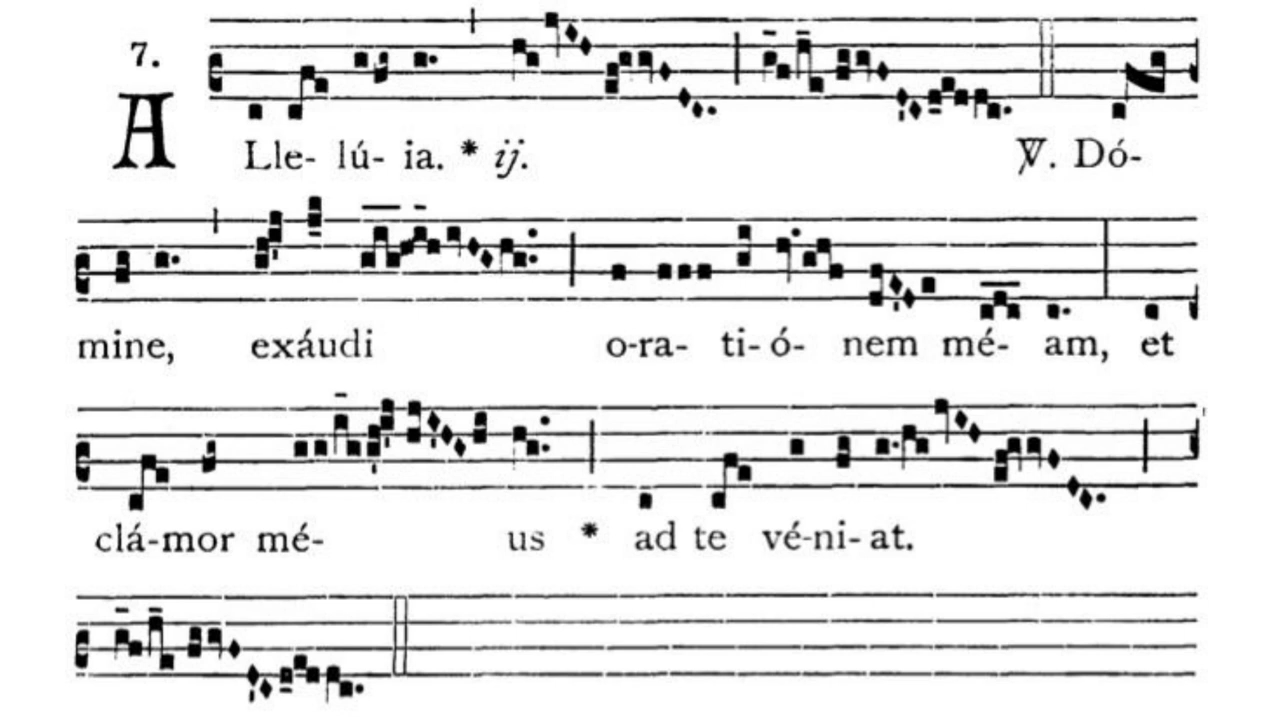 7.
ALle- lú- ia. * ij. ℣. Dó-
mine, exáudi o-ra- ti-ó- nem mé- am, et
clá-mor mé- us * ad te vé-ni-at.